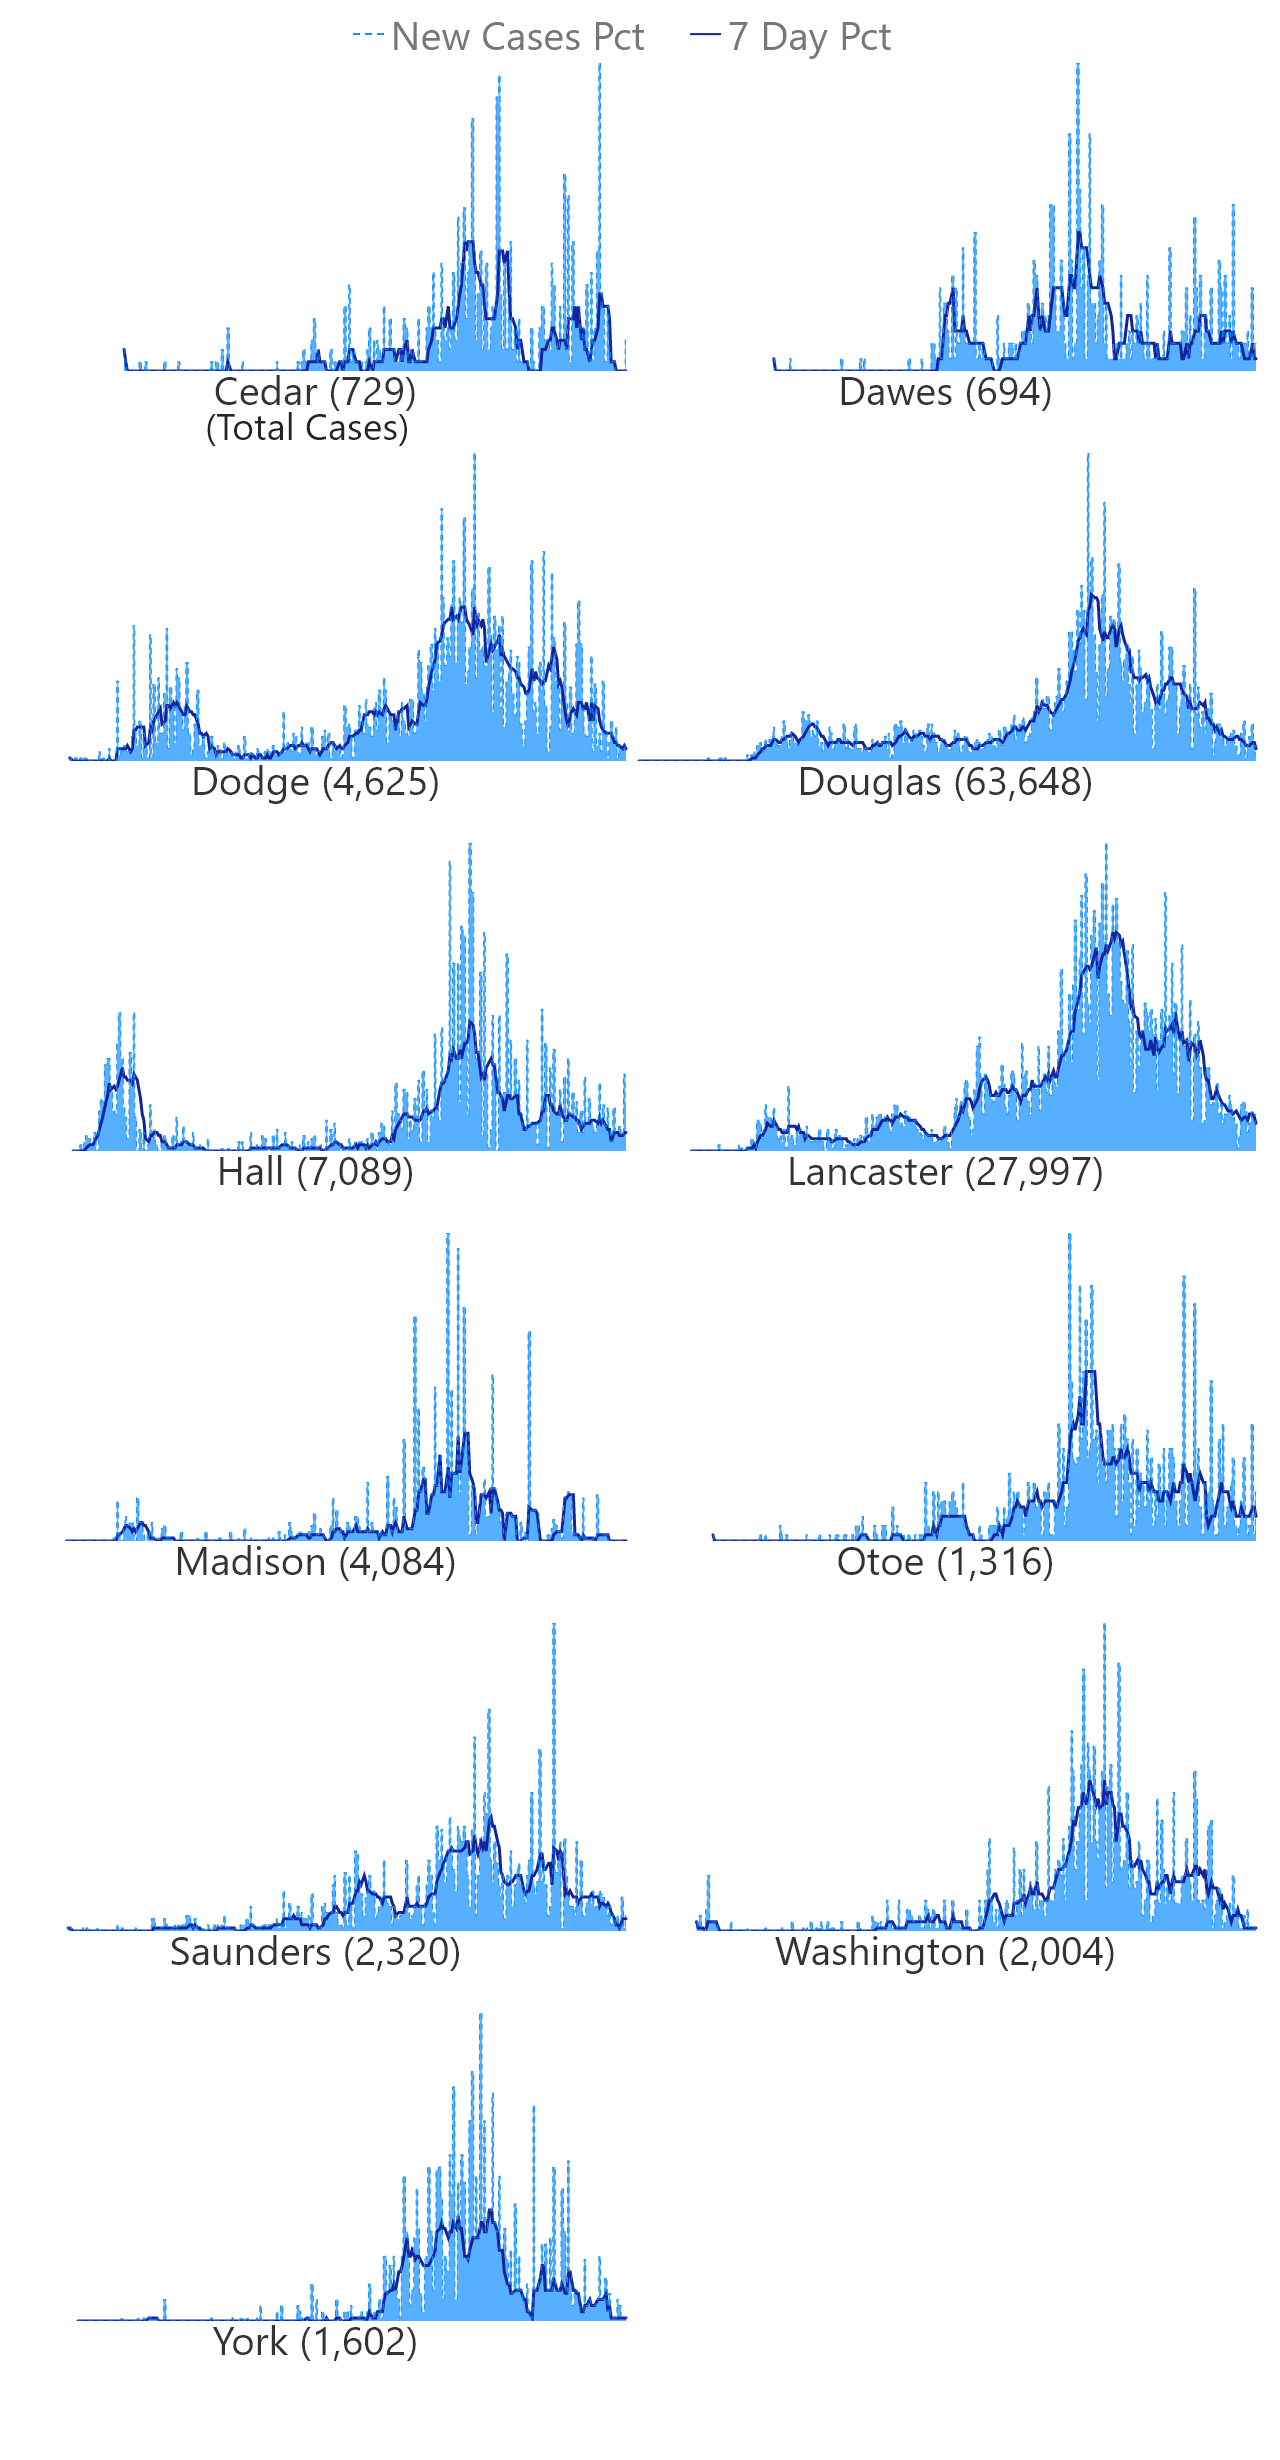 New Cases Pct 7 Day Pct
Cedar (729) Dawes (694)
(Total Cases)
Dodge (4,625) Douglas (63,648)
Hall (7,089) Lancaster (27,997)
Madison (4,084) Otoe (1,316)
Saunders (2,320) Washington (2,004)
York (1,602)